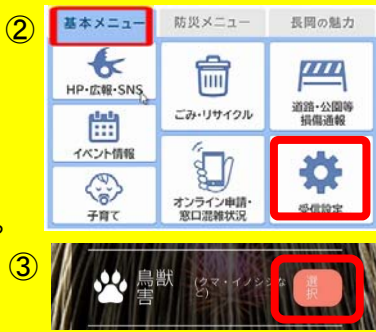 ②
基本メニュー 防災メニュー 長岡の魅力
HP・広報・SNS ごみ・リサイクル 道路・公園等
損傷通報
イベント情報
子育て オンライン申請・
窓口混雑状況 受信設定
。
③
鳥獣
害 (クマ・イノシシな
ど) 選
択